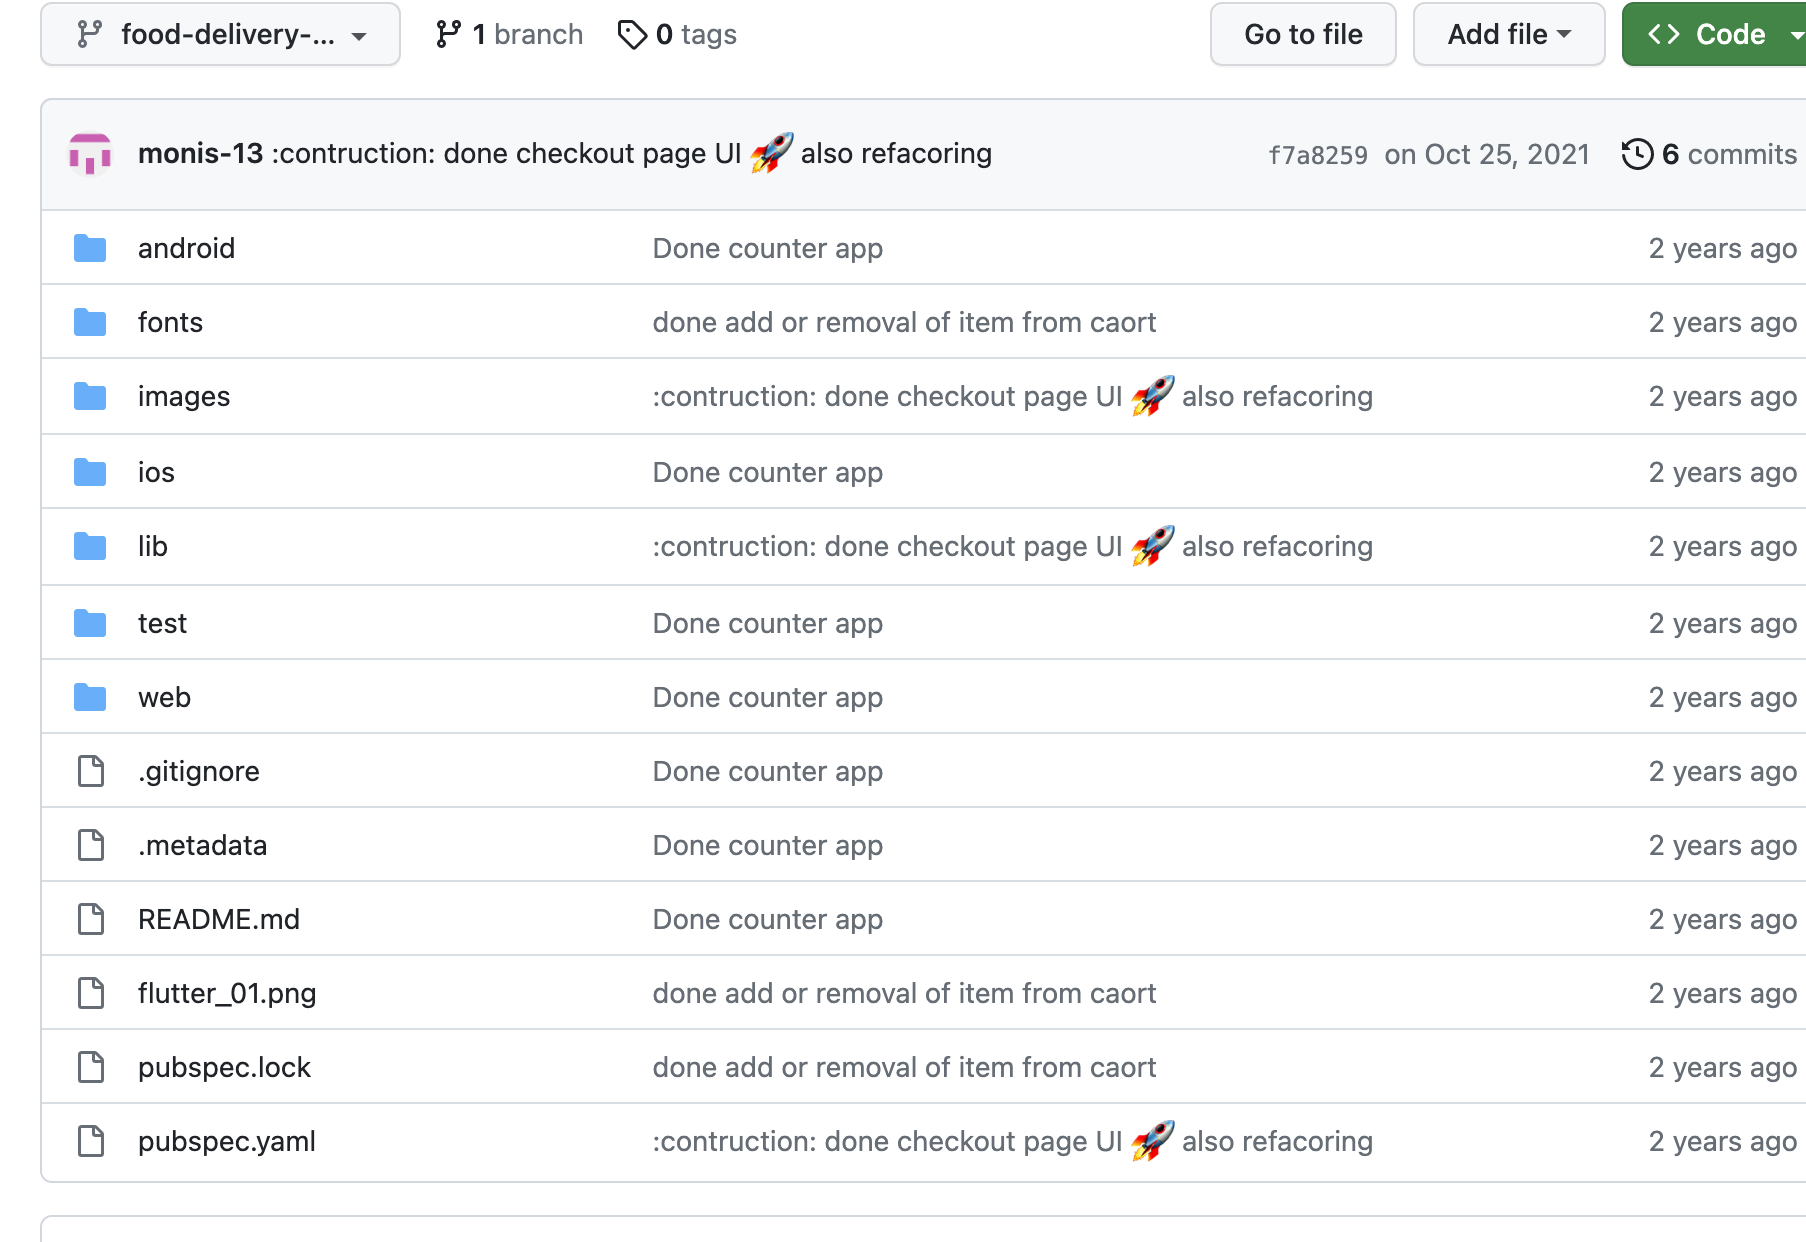 food-delivery-... 1 branch 0 tags Go to file Add file <> Code
monis-13 :contruction: done checkout page UI 🚀 also refacoring f7a8259 on Oct 25, 2021 6 commits
android Done counter app 2 years ago
fonts done add or removal of item from caort 2 years ago
images :contruction: done checkout page UI 🚀 also refacoring 2 years ago
ios Done counter app 2 years ago
lib :contruction: done checkout page UI 🚀 also refacoring 2 years ago
test Done counter app 2 years ago
web Done counter app 2 years ago
.gitignore Done counter app 2 years ago
.metadata Done counter app 2 years ago
README.md Done counter app 2 years ago
flutter_01.png done add or removal of item from caort 2 years ago
pubspec.lock done add or removal of item from caort 2 years ago
pubspec.yaml :contruction: done checkout page UI 🚀 also refacoring 2 years ago